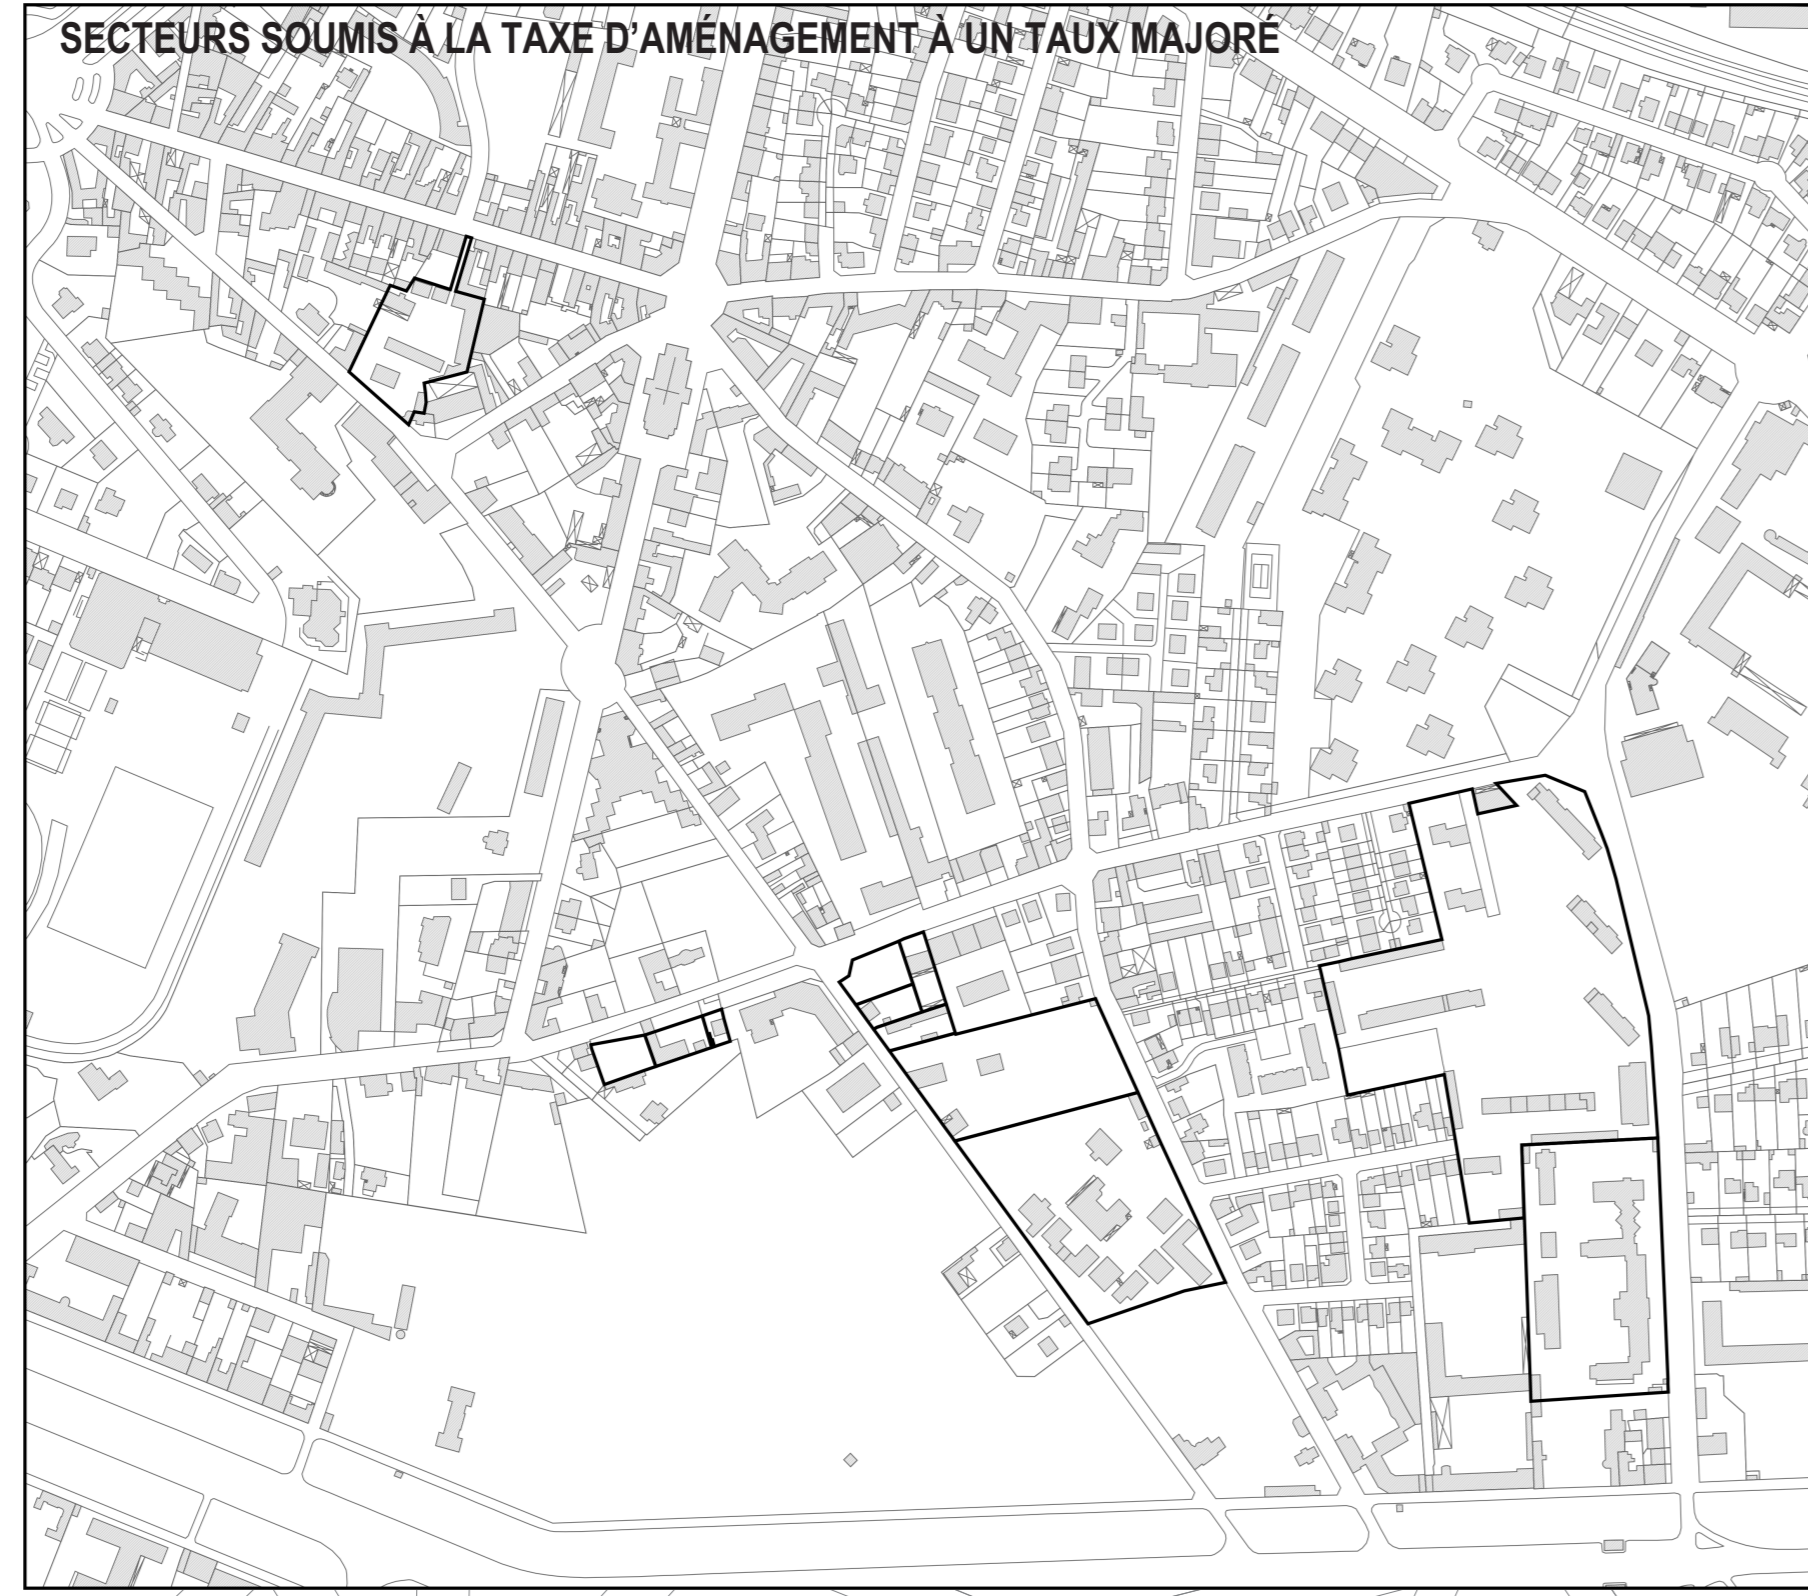 SECTEURS SOUMIS À LA TAXE D’AMÉNAGEMENT À UN TAUX MAJORÉ